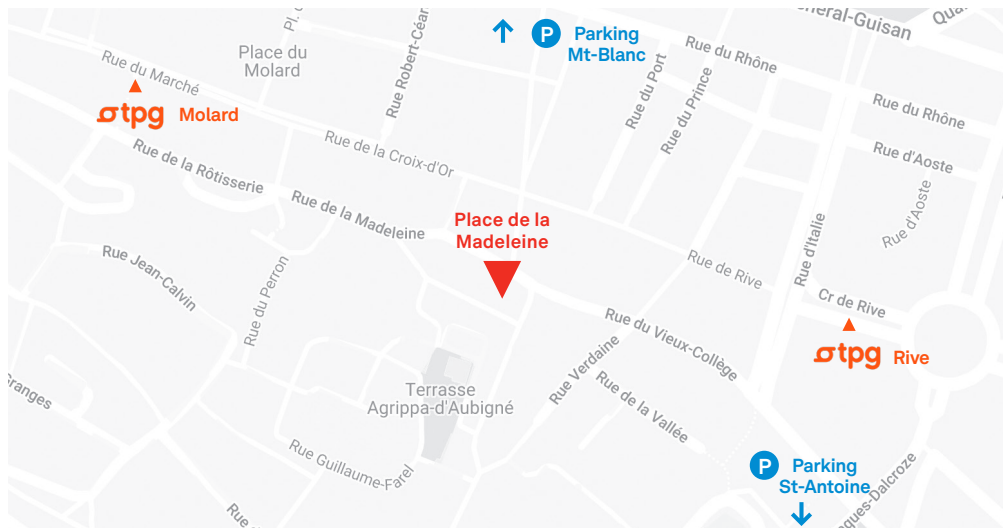 éral-Guisan
Pl. d
P
Parking
Mt-Blanc
Rue Robert-Céar
Place du
Molard
Rue du Marché
Rue du Rhône
Rue du Port
Rue du Prince
tpg Molard
Rue du Rhône
Rue de la Croix-d'Or
Rue de la Rôtisserie
Rue d'Aoste
Rue d'Aoste
Rue de la Madeleine
Place de la
Madeleine
Rue d'Italie
Rue Jean-Calvin
Rue du Perron
Rue de Rive
Cr de Rive
Rue du Vieux-Collège
tpg Rive
Rue Verdaine
Granges
Terrasse
Agrippa-d'Aubigné
Rue de la Vallée
Rue Guillaume-Farel
P
Parking
St-Antoine
ques-Dalcroze
Rue